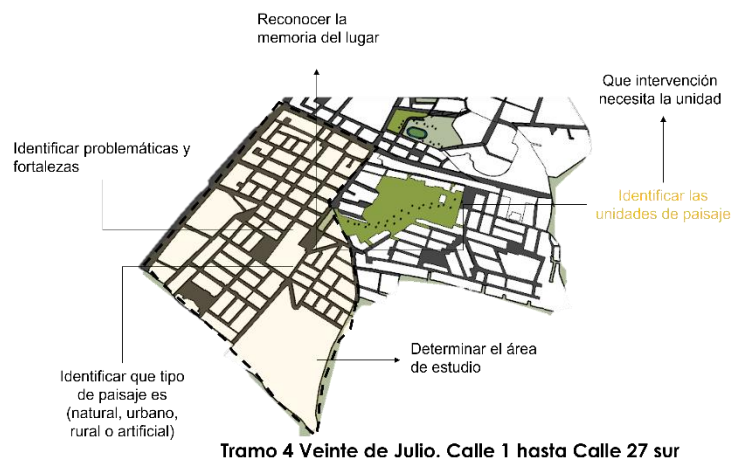 Reconocer la
memoria del lugar
Que intervención
necesita la unidad
Identificar problemáticas y
fortalezas
Identificar las
unidades de paisaje
Determinar el área
de estudio
Identificar que tipo
de paisaje es
(natural, urbano,
rural o artificial)
Tramo 4 Veinte de Julio. Calle 1 hasta Calle 27 sur